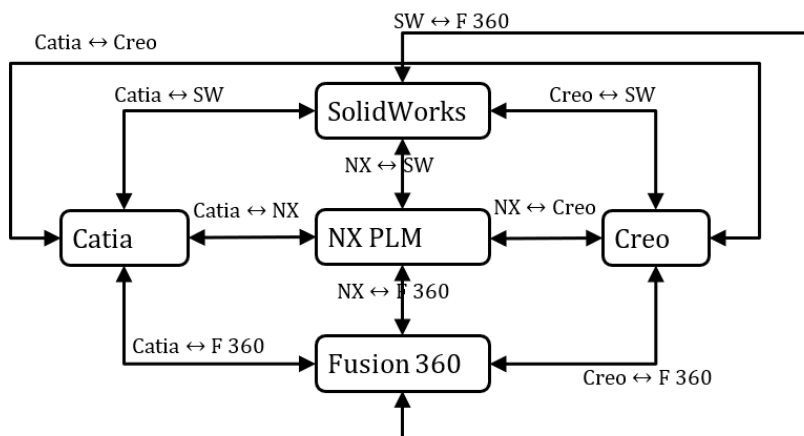 SW ↔ F 360
Catia ↔ Creo
Catia ↔ SW
Creo ↔ SW
SolidWorks
NX ↔ SW
Catia ↔ NX
NX ↔ Creo
Catia
NX PLM
Creo
NX ↔ F 360
Catia ↔ F 360
Fusion 360
Creo ↔ F 360